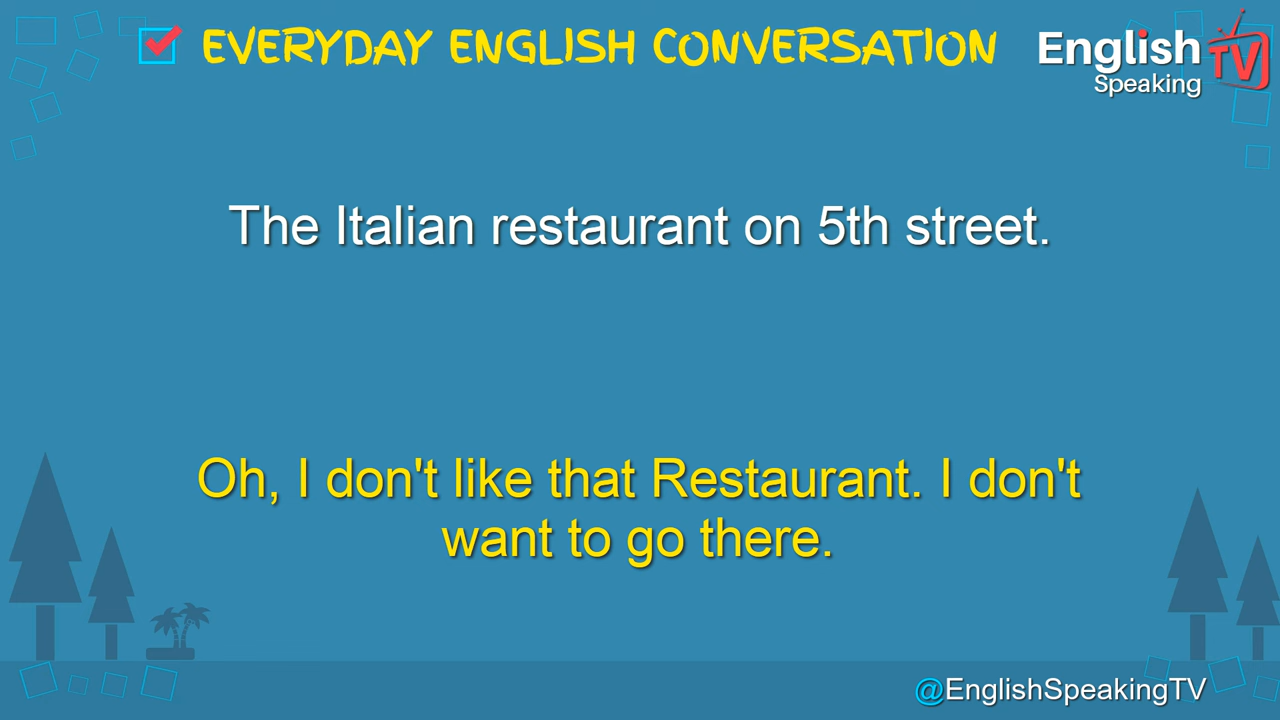 EVERYDAY ENGLISH CONVERSATION
English
Speaking
TV
The Italian restaurant on 5th street.
Oh, I don't like that Restaurant. I don't
want to go there.
@EnglishSpeakingTV